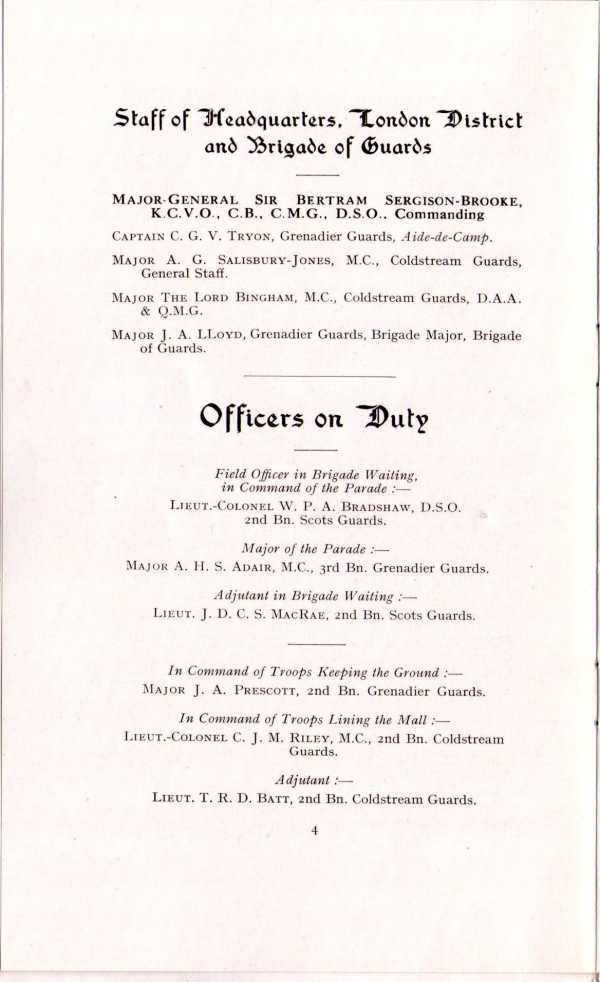 Staff of Headquarters, London District
and Brigade of Guards
MAJOR-GENERAL SIR BERTRAM SERGISON-BROOKE,
K.C.V.O., C.B., C.M.G., D.S.O., Commanding
CAPTAIN C. G. V. TRYON, Grenadier Guards, Aide-de-Camp.
MAJOR A. G. SALISBURY-JONES, M.C., Coldstream Guards,
General Staff.
MAJOR THE LORD BINGHAM, M.C., Coldstream Guards, D.A.A.
& Q.M.G.
MAJOR J. A. LLOYD, Grenadier Guards, Brigade Major, Brigade
of Guards.
Officers on Duty
Field Officer in Brigade Waiting,
in Command of the Parade :—
LIEUT.-COLONEL W. P. A. BRADSHAW, D.S.O.
2nd Bn. Scots Guards.
Major of the Parade :—
MAJOR A. H. S. ADAIR, M.C., 3rd Bn. Grenadier Guards.
Adjutant in Brigade Waiting :—
LIEUT. J. D. C. S. MACRAE, 2nd Bn. Scots Guards.
In Command of Troops Keeping the Ground :—
MAJOR J. A. PRESCOTT, 2nd Bn. Grenadier Guards.
In Command of Troops Lining the Mall :—
LIEUT.-COLONEL C. J. M. RILEY, M.C., 2nd Bn. Coldstream
Guards.
Adjutant :—
LIEUT. T. R. D. BATT, 2nd Bn. Coldstream Guards.
4